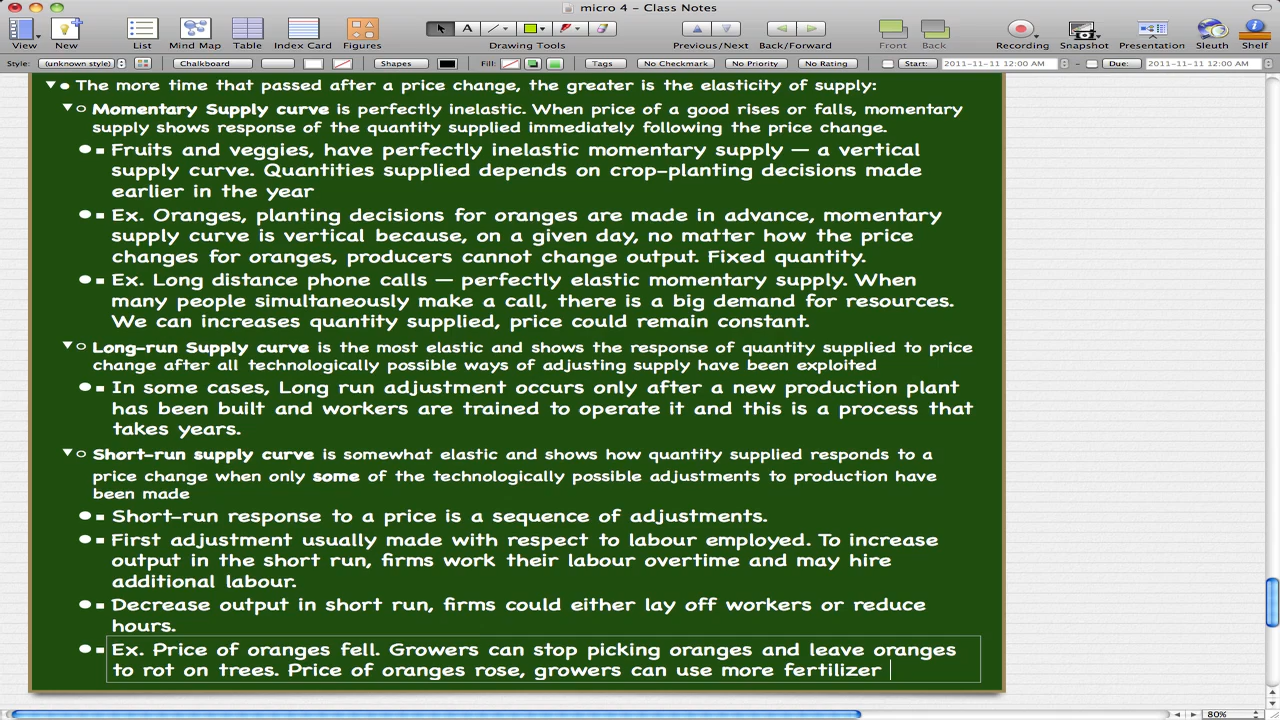 micro 4 - Class Notes
View New List Mind Map Table Index Card Figures Drawing Tools Previous/Next Back/Forward Front Back Recording Snapshot Presentation Sleuth Shelf
Style: (unknown style) Chalkboard Shapes Fill: Tags No Checkmark No Priority No Rating Start: 2011-11-11 12:00 AM Due: 2011-11-11 12:00 AM
The more time that passed after a price change, the greater is the elasticity of supply:
Momentary Supply curve is perfectly inelastic. When price of a good rises or falls, momentary
supply shows response of the quantity supplied immediately following the price change.
Fruits and veggies, have perfectly inelastic momentary supply — a vertical
supply curve. Quantities supplied depends on crop-planting decisions made
earlier in the year
Ex. Oranges, planting decisions for oranges are made in advance, momentary
supply curve is vertical because, on a given day, no matter how the price
changes for oranges, producers cannot change output. Fixed quantity.
Ex. Long distance phone calls — perfectly elastic momentary supply. When
many people simultaneously make a call, there is a big demand for resources.
We can increases quantity supplied, price could remain constant.
Long-run Supply curve is the most elastic and shows the response of quantity supplied to price
change after all technologically possible ways of adjusting supply have been exploited
In some cases, Long run adjustment occurs only after a new production plant
has been built and workers are trained to operate it and this is a process that
takes years.
Short-run supply curve is somewhat elastic and shows how quantity supplied responds to a
price change when only some of the technologically possible adjustments to production have
been made
Short-run response to a price is a sequence of adjustments.
First adjustment usually made with respect to labour employed. To increase
output in the short run, firms work their labour overtime and may hire
additional labour.
Decrease output in short run, firms could either lay off workers or reduce
hours.
Ex. Price of oranges fell. Growers can stop picking oranges and leave oranges
to rot on trees. Price of oranges rose, growers can use more fertilizer
80%